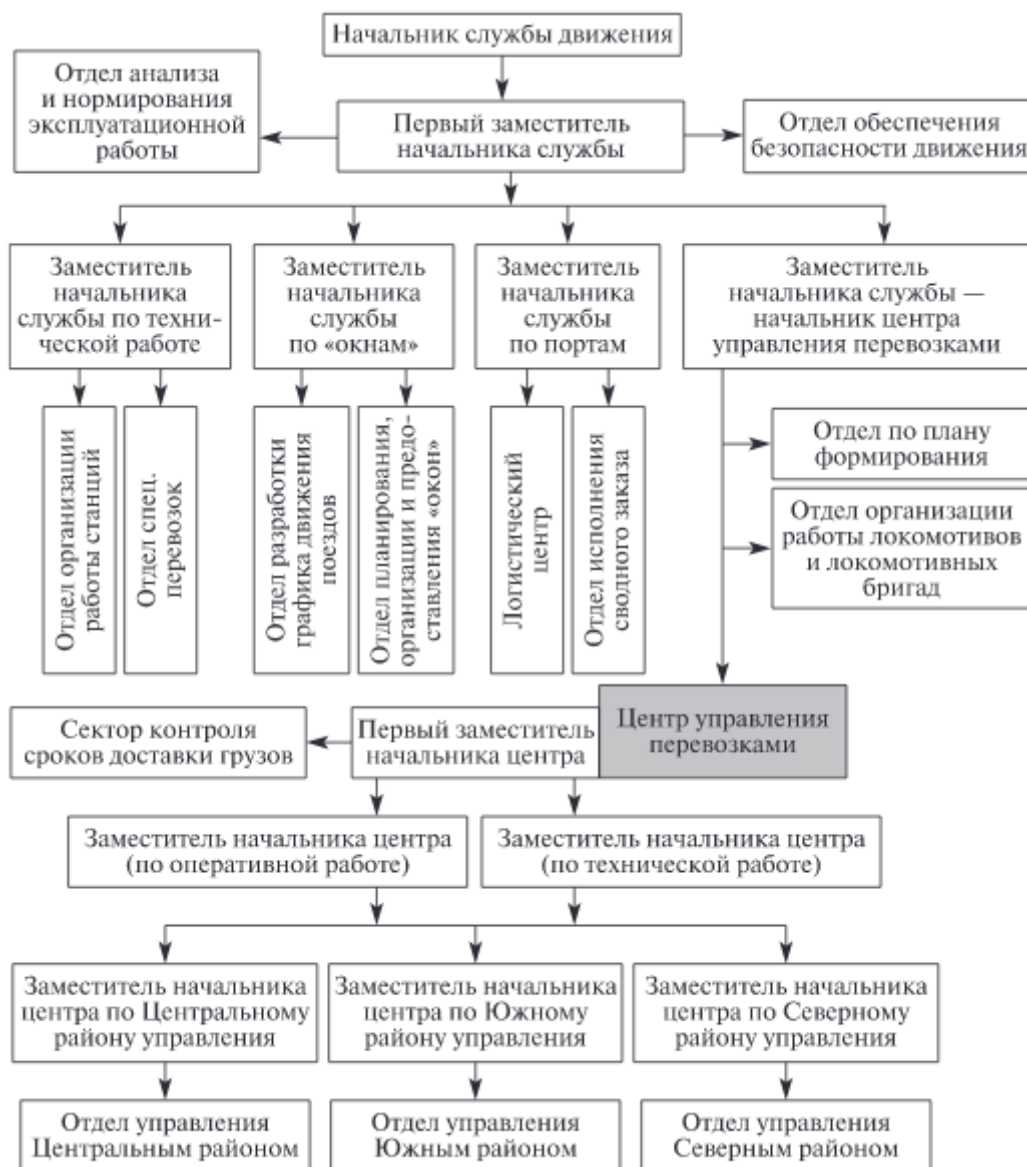 Начальник службы движения
Отдел анализа
и нормирования
эксплуатационной
работы
Первый заместитель
начальника службы
Отдел обеспечения
безопасности движения
Заместитель
начальника
службы по техни-
ческой работе
Заместитель
начальника
службы
по «окнам»
Заместитель
начальника
службы
по портам
Заместитель
начальника службы —
начальник центра
управления перевозками
Отдел организации
работы станций
Отдел спец.
перевозок
Отдел разработки
графика движения
поездов
Отдел планирования,
организации и предо-
ставления «окон»
Логистический
центр
Отдел исполнения
сводного заказа
Отдел по плану
формирования
Отдел организации
работы локомотивов
и локомотивных
бригад
Сектор контроля
сроков доставки грузов
Первый заместитель
начальника центра
Центр управления
перевозками
Заместитель начальника центра
(по оперативной работе)
Заместитель начальника центра
(по технической работе)
Заместитель начальника
центра по Центральному
району управления
Заместитель начальника
центра по Южному
району управления
Заместитель начальника
центра по Северному
району управления
Отдел управления
Центральным районом
Отдел управления
Южным районом
Отдел управления
Северным районом